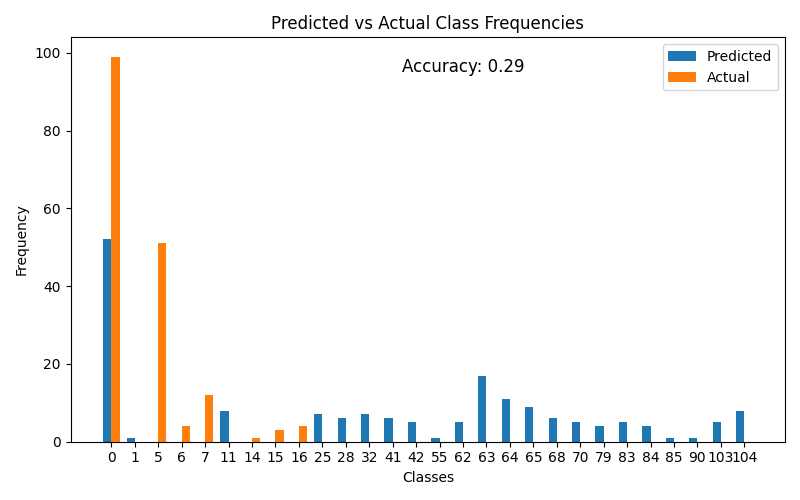 Predicted vs Actual Class Frequencies
Accuracy: 0.29
Predicted
Actual
Frequency
100
80
60
40
20
0
0 1 5 6 7 11 14 15 16 25 28 32 41 42 55 62 63 64 65 68 70 79 83 84 85 90 103 104
Classes